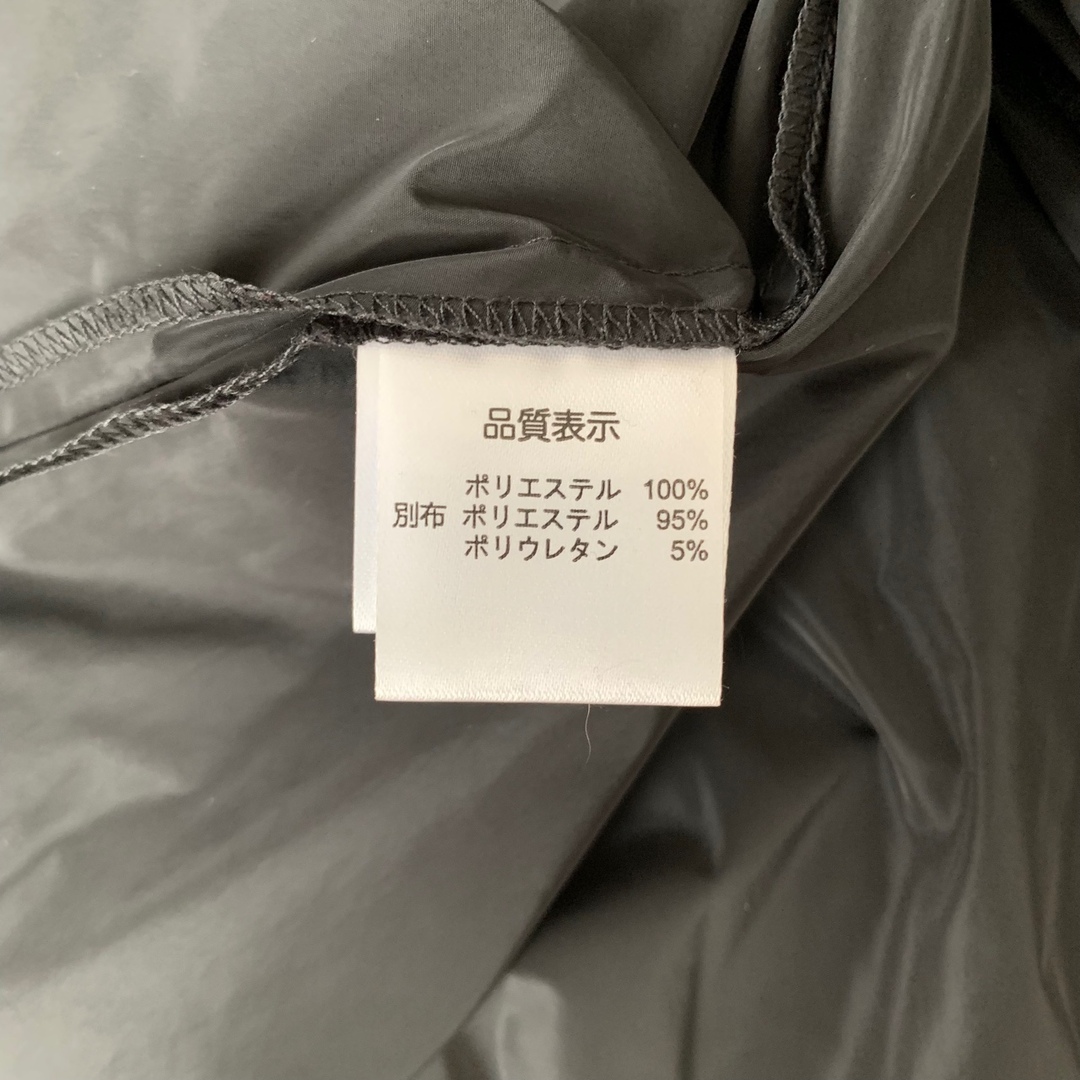 品質表示
ポリエステル 100%
別布 ポリエステル 95%
ポリウレタン 5%